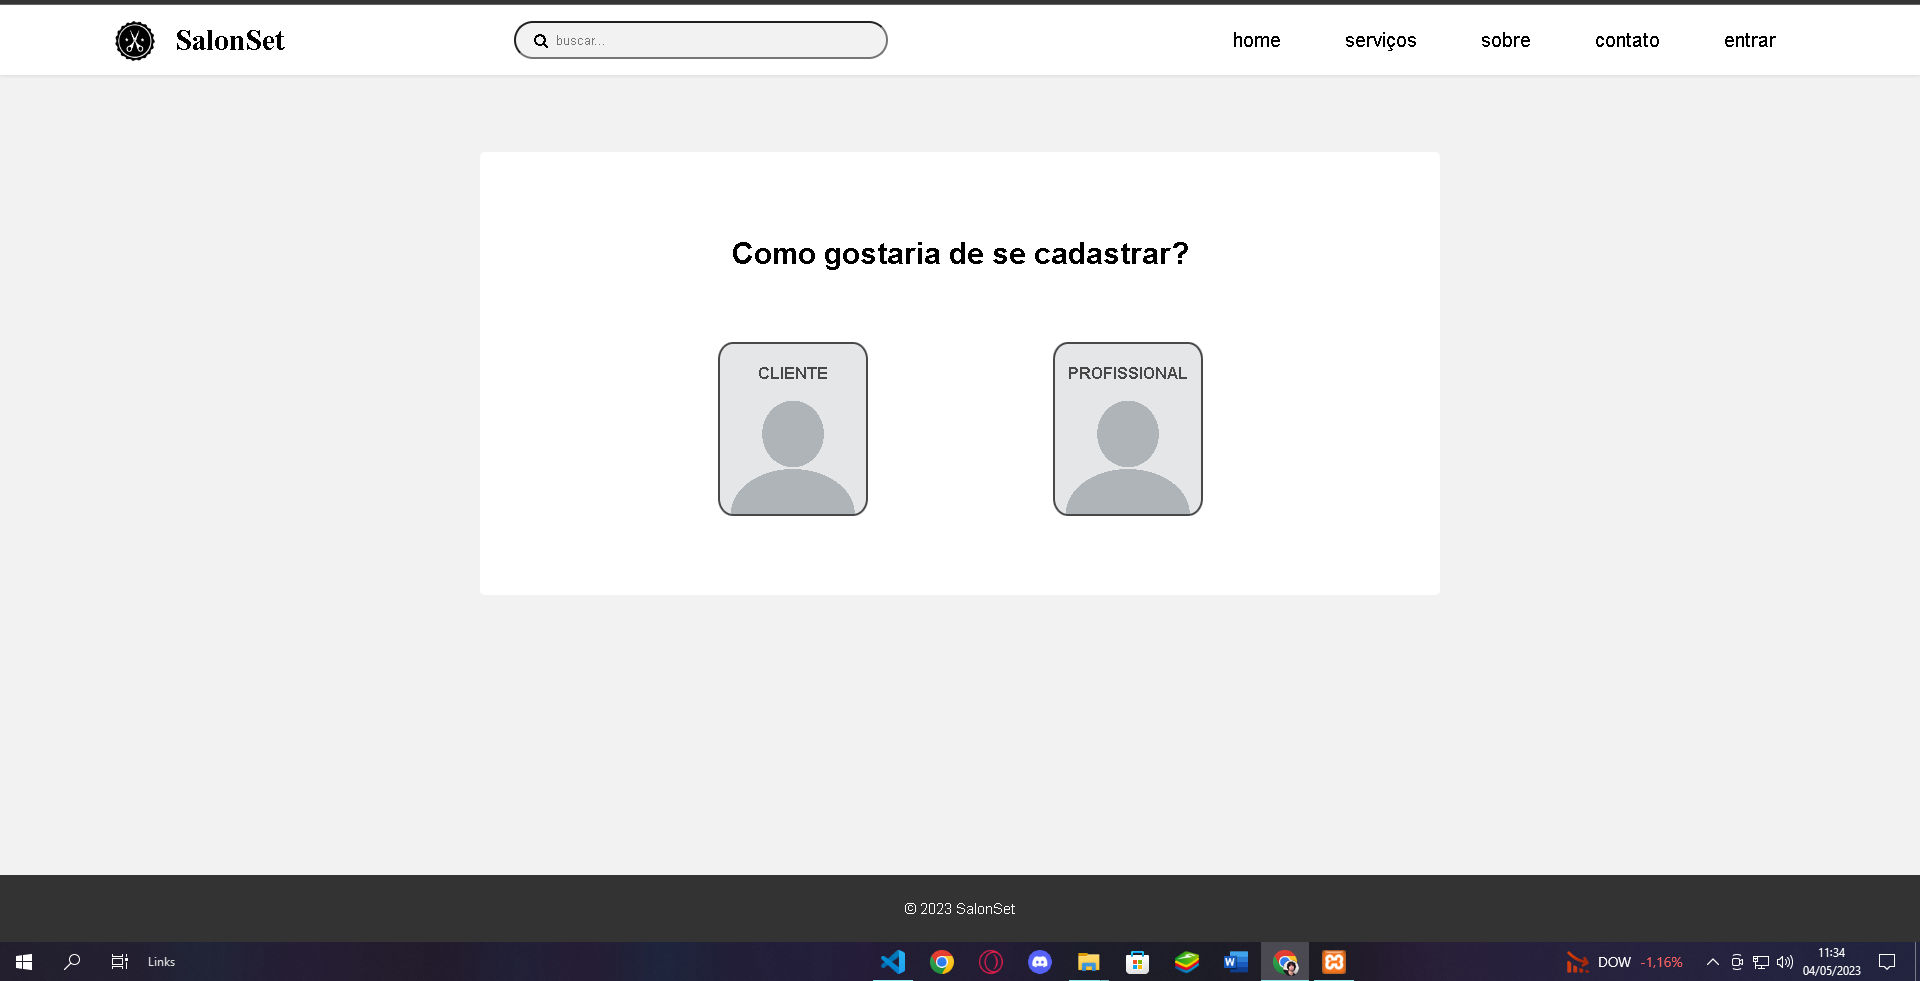 SalonSet
buscar...
home
serviços
sobre
contato
entrar
Como gostaria de se cadastrar?
CLIENTE
PROFISSIONAL
© 2023 SalonSet
Links
DOW -1,16%
11:34
04/05/2023